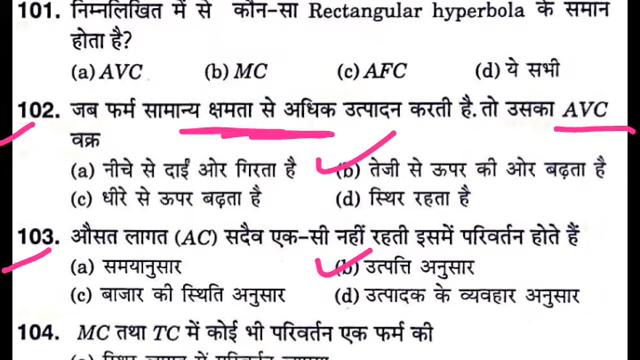 101. निम्नलिखित में से कौन-सा Rectangular hyperbola के समान
होता है?
(a) AVC (b) MC (c) AFC (d) ये सभी
102. जब फर्म सामान्य क्षमता से अधिक उत्पादन करती है. तो उसका AVC
वक्र
(a) नीचे से दाईं ओर गिरता है (b) तेजी से ऊपर की ओर बढ़ता है
(c) धीरे से ऊपर बढ़ता है (d) स्थिर रहता है
103. औसत लागत (AC) सदैव एक-सी नहीं रहती इसमें परिवर्तन होते हैं
(a) समयानुसार (b) उत्पत्ति अनुसार
(c) बाजार की स्थिति अनुसार (d) उत्पादक के व्यवहार अनुसार
104. MC तथा TC में कोई भी परिवर्तन एक फर्म की